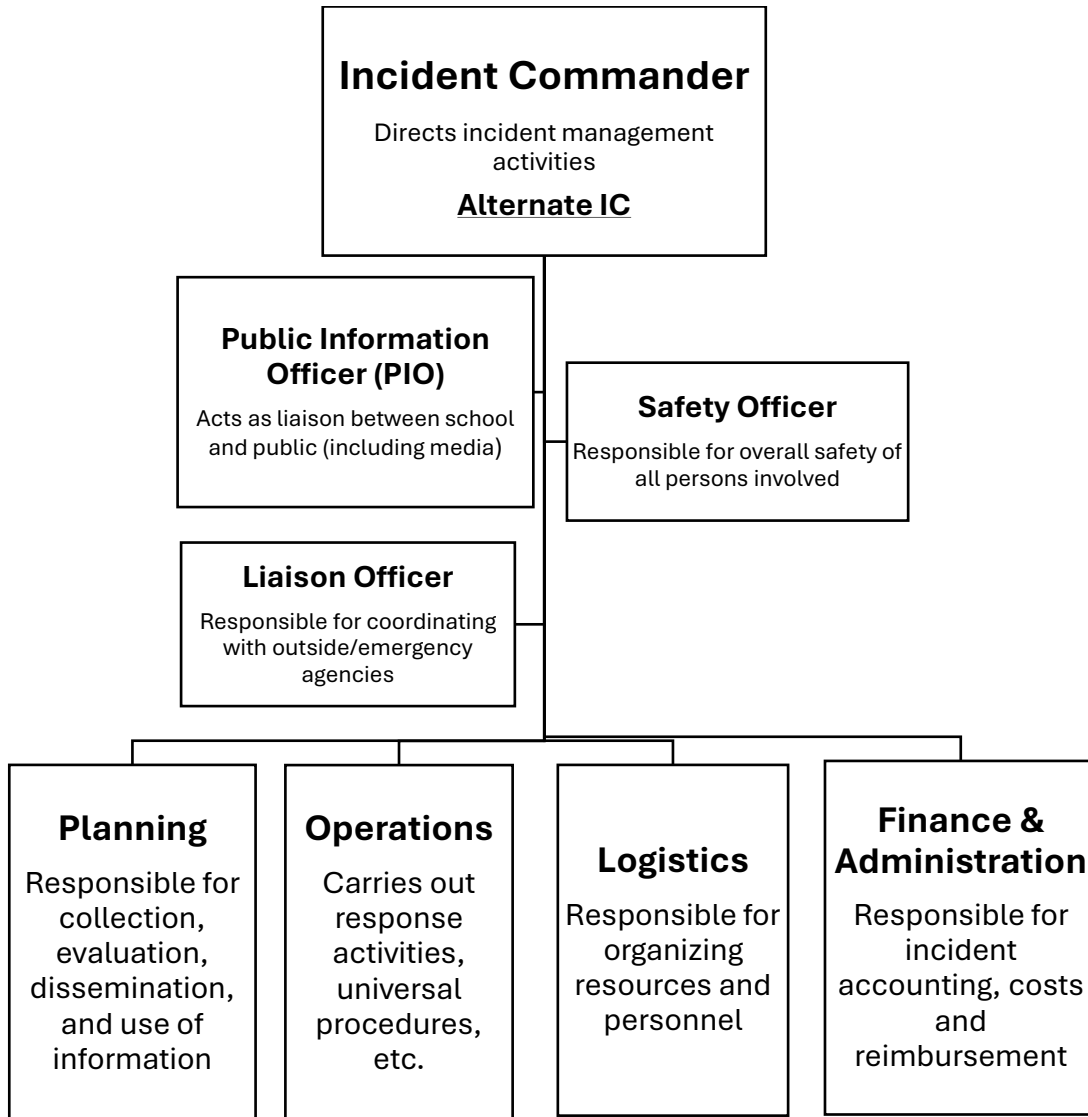 Incident Commander
Directs incident management
activities
Alternate IC
Public Information
Officer (PIO)
Acts as liaison between school
and public (including media)
Safety Officer
Responsible for overall safety of
all persons involved
Liaison Officer
Responsible for coordinating
with outside/emergency
agencies
Planning
Responsible for
collection,
evaluation,
dissemination,
and use of
information
Operations
Carries out
response
activities,
universal
procedures,
etc.
Logistics
Responsible for
organizing
resources and
personnel
Finance &
Administration
Responsible for
incident
accounting, costs
and
reimbursement